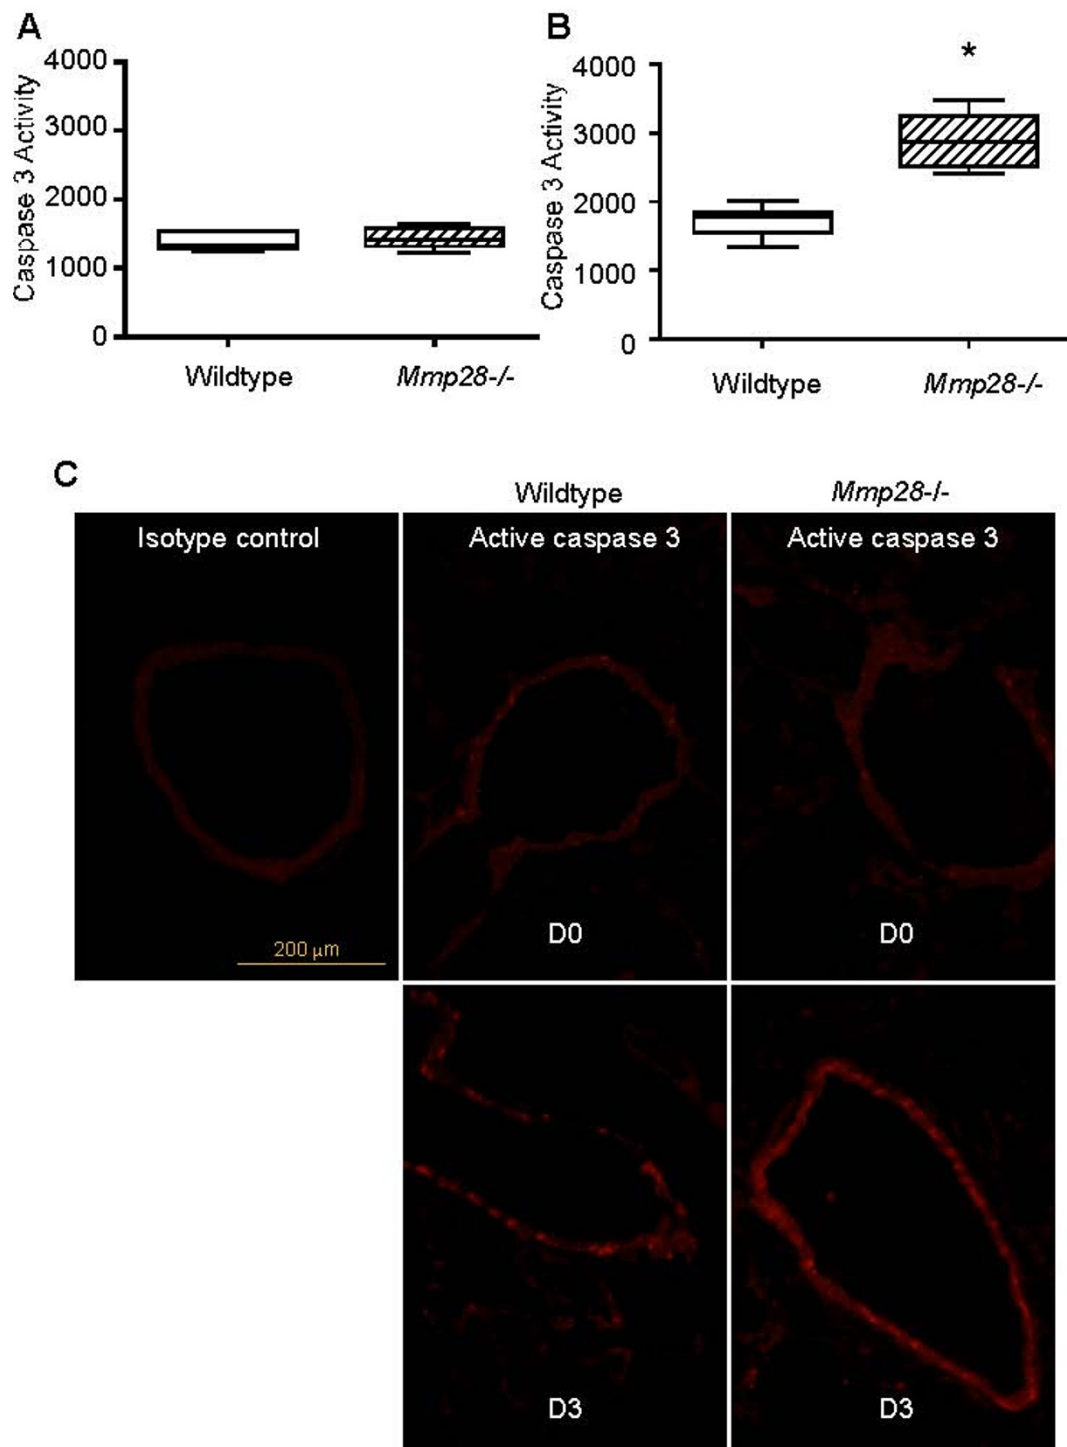 A
Caspase 3 Activity
4000
3000
2000
1000
0
Wildtype
Mmp28-/-
B
*
Caspase 3 Activity
4000
3000
2000
1000
0
Wildtype
Mmp28-/-
C
Wildtype
Mmp28-/-
Isotype control
Active caspase 3
Active caspase 3
200 µm
D0
D0
D3
D3